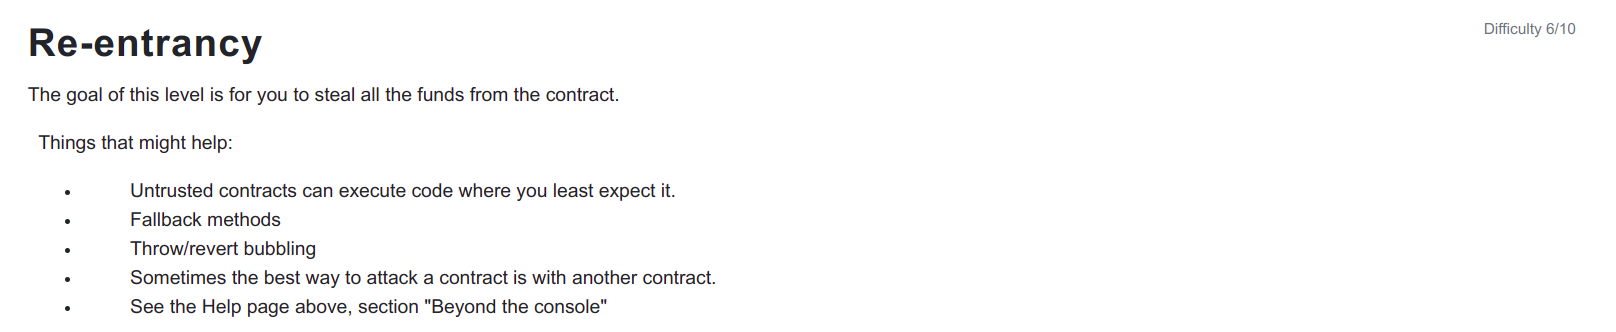 Re-entrancy
Difficulty 6/10
The goal of this level is for you to steal all the funds from the contract.
Things that might help:
• Untrusted contracts can execute code where you least expect it.
• Fallback methods
• Throw/revert bubbling
• Sometimes the best way to attack a contract is with another contract.
• See the Help page above, section "Beyond the console"